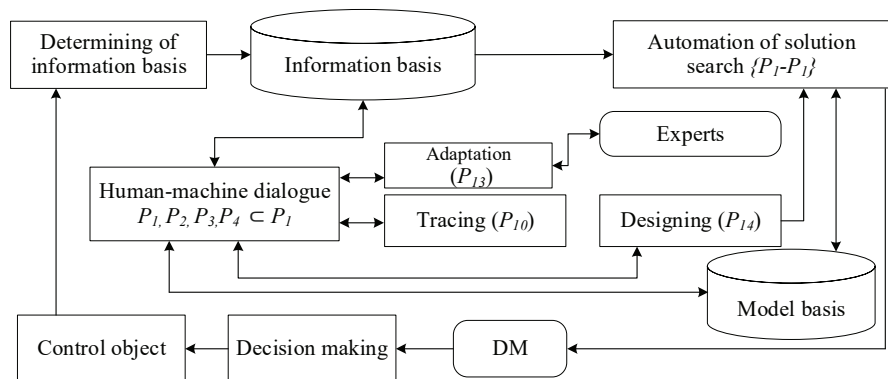 Determining of
information basis
Information basis
Automation of solution
search {P1-P1}
Experts
Adaptation
(P13)
Human-machine dialogue
P1, P2, P3,P4 ⊂ P1
Tracing (P10)
Designing (P14)
Model basis
Control object
Decision making
DM